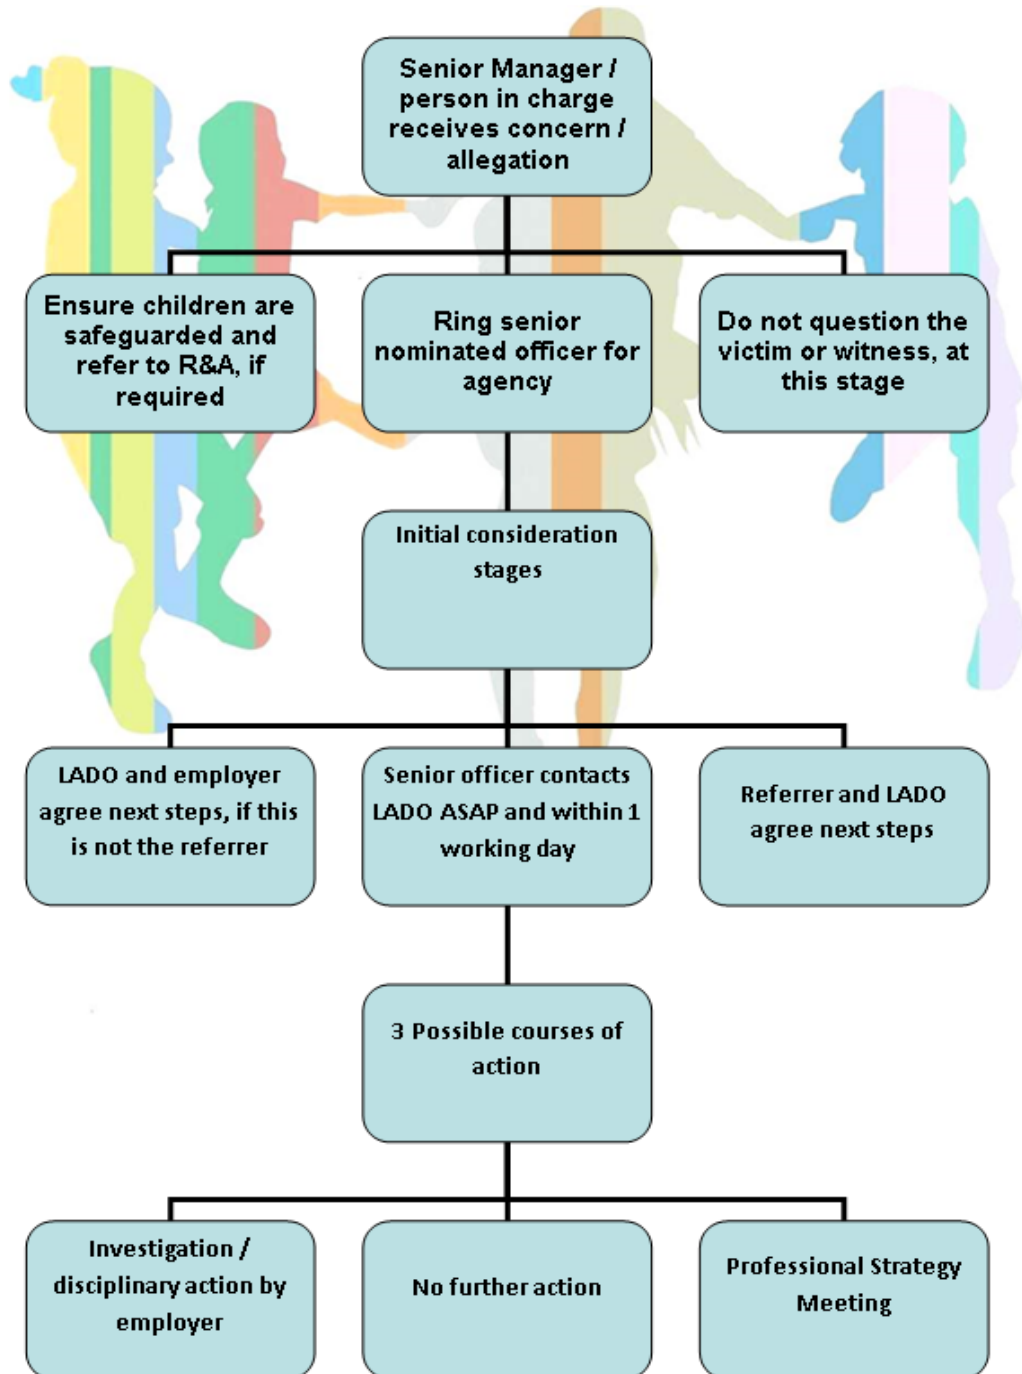 Senior Manager /
person in charge
receives concern /
allegation
Ensure children are
safeguarded and
refer to R&A, if
required
Ring senior
nominated officer for
agency
Do not question the
victim or witness, at
this stage
Initial consideration
stages
LADO and employer
agree next steps, if this
is not the referrer
Senior officer contacts
LADO ASAP and within 1
working day
Referrer and LADO
agree next steps
3 Possible courses of
action
Investigation /
disciplinary action by
employer
No further action
Professional Strategy
Meeting